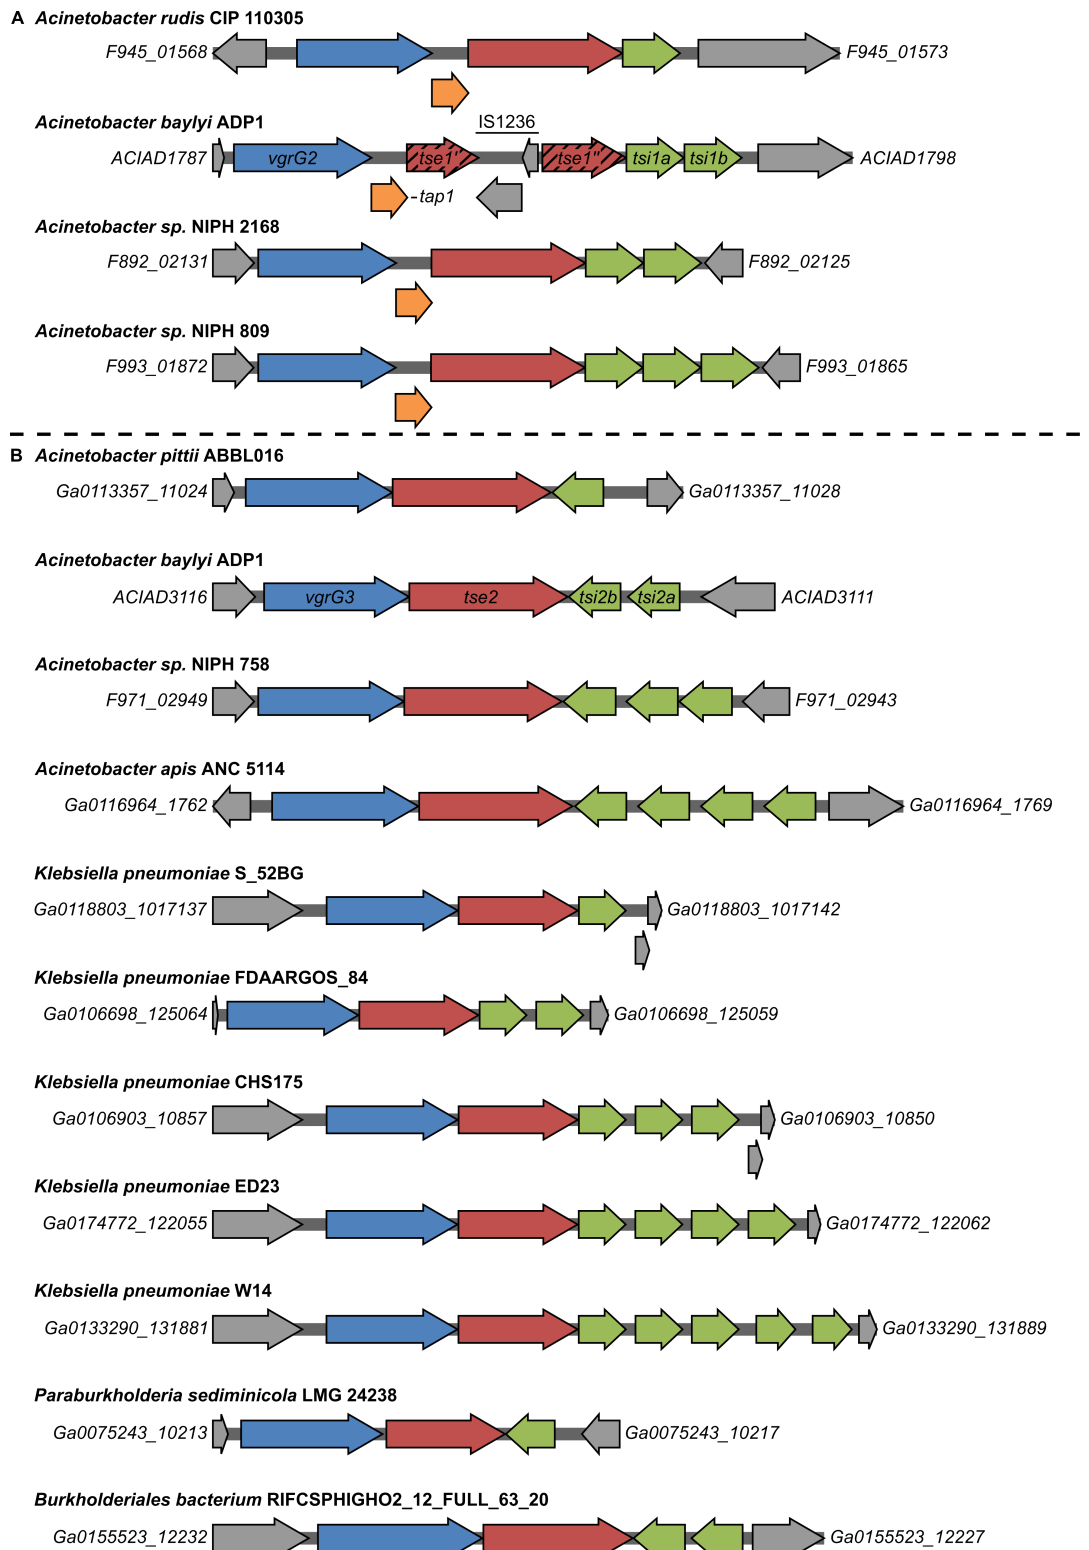 A Acinetobacter rudis CIP 110305
F945_01568 F945_01573
Acinetobacter baylyi ADP1 IS1236
ACIAD1787 vgrG2 tse1' tse1'' tsi1a tsi1b ACIAD1798
-tap1
Acinetobacter sp. NIPH 2168
F892_02131 F892_02125
Acinetobacter sp. NIPH 809
F993_01872 F993_01865
B Acinetobacter pittii ABBL016
Ga0113357_11024 Ga0113357_11028
Acinetobacter baylyi ADP1
ACIAD3116 vgrG3 tse2 tsi2b tsi2a ACIAD3111
Acinetobacter sp. NIPH 758
F971_02949 F971_02943
Acinetobacter apis ANC 5114
Ga0116964_1762 Ga0116964_1769
Klebsiella pneumoniae S_52BG
Ga0118803_1017137 Ga0118803_1017142
Klebsiella pneumoniae FDAARGOS_84
Ga0106698_125064 Ga0106698_125059
Klebsiella pneumoniae CHS175
Ga0106903_10857 Ga0106903_10850
Klebsiella pneumoniae ED23
Ga0174772_122055 Ga0174772_122062
Klebsiella pneumoniae W14
Ga0133290_131881 Ga0133290_131889
Paraburkholderia sediminicola LMG 24238
Ga0075243_10213 Ga0075243_10217
Burkholderiales bacterium RIFCSPHIGHO2_12_FULL_63_20
Ga0155523_12232 Ga0155523_12227